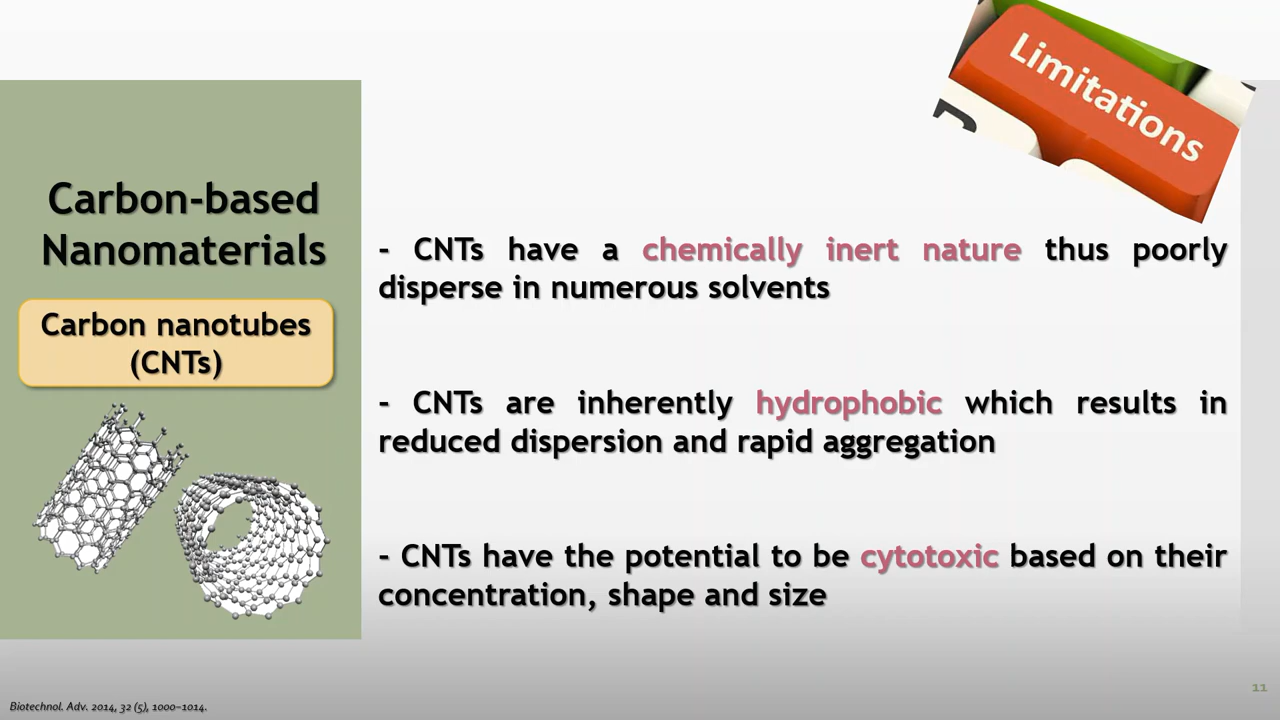 Limitations
Carbon-based
Nanomaterials
Carbon nanotubes
(CNTs)
- CNTs have a chemically inert nature thus poorly
disperse in numerous solvents
- CNTs are inherently hydrophobic which results in
reduced dispersion and rapid aggregation
- CNTs have the potential to be cytotoxic based on their
concentration, shape and size
Biotechnol. Adv. 2014, 32 (5), 1000–1014.
11